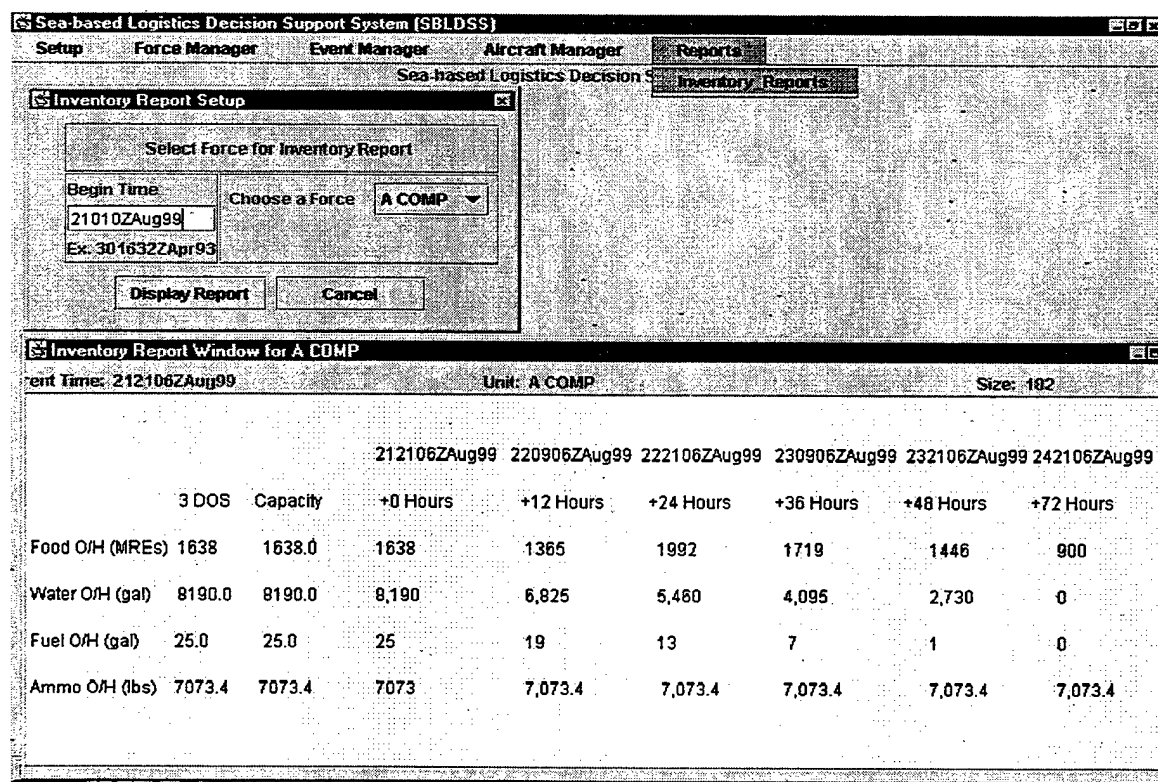 Sea-based Logistics Decision Support System (SBLDSS)
Setup Force Manager Event Manager Aircraft Manager Reports
Sea-based Logistics Decision S
Inventory Reports
Inventory Report Setup
Select Force for Inventory Report
Begin Time
Choose a Force A COMP
21010ZAug99
Ex. 301632ZApr93
Display Report Cancel
Inventory Report Window for A COMP
rent Time: 212106ZAug99 Unit: A COMP Size: 182
212106ZAug99 220906ZAug99 222106ZAug99 230906ZAug99 232106ZAug99 242106ZAug99
3 DOS Capacity +0 Hours +12 Hours +24 Hours +36 Hours +48 Hours +72 Hours
Food O/H (MREs) 1638 1638.0 1638 1365 1992 1719 1446 900
Water O/H (gal) 8190.0 8190.0 8,190 6,825 5,460 4,095 2,730 0
Fuel O/H (gal) 25.0 25.0 25 19 13 7 1 0
Ammo O/H (lbs) 7073.4 7073.4 7073 7,073.4 7,073.4 7,073.4 7,073.4 7,073.4